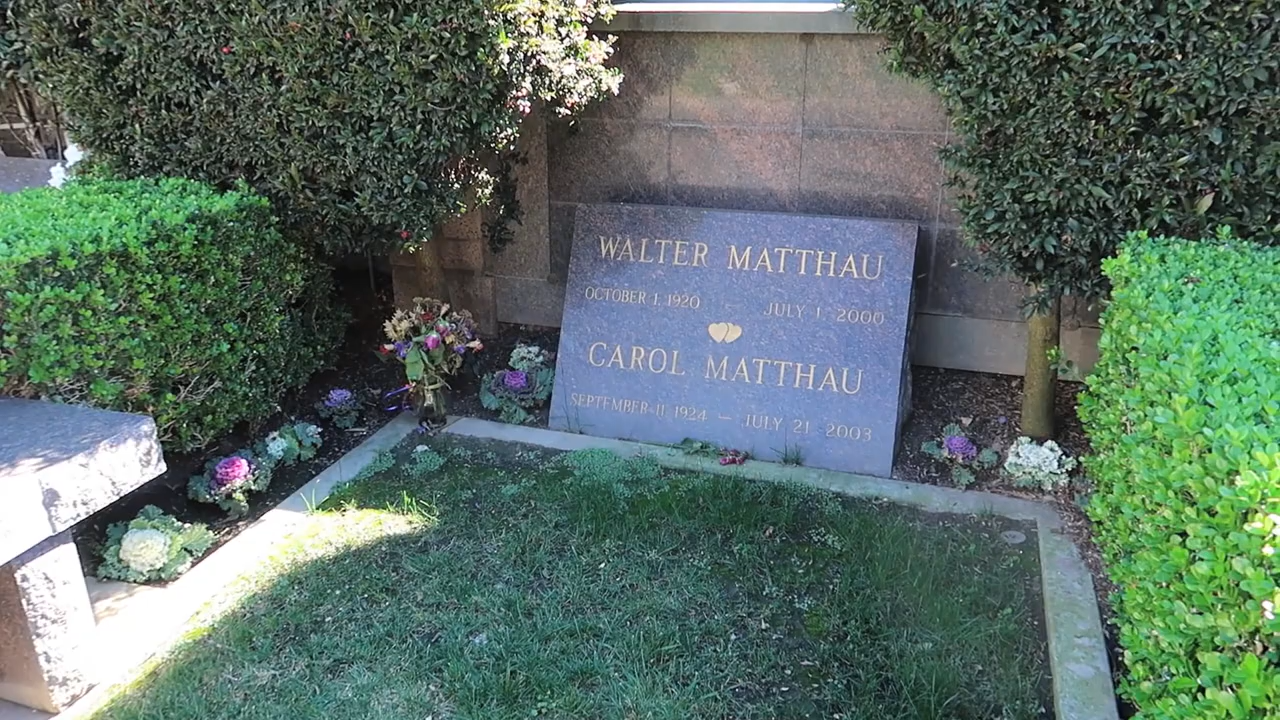 WALTER MATTHAU
OCTOBER 1, 1920 — JULY 1, 2000
CAROL MATTHAU
SEPTEMBER 11, 1924 — JULY 21, 2003